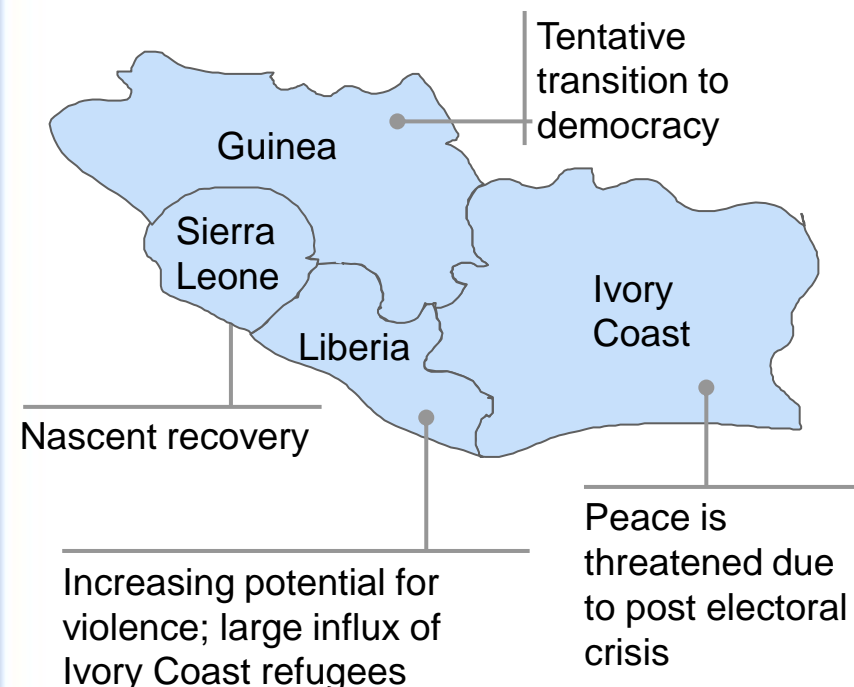 Tentative
transition to
democracy
Guinea
Sierra
Leone
Ivory
Coast
Liberia
Nascent recovery
Peace is
threatened due
to post electoral
crisis
Increasing potential for
violence; large influx of
Ivory Coast refugees